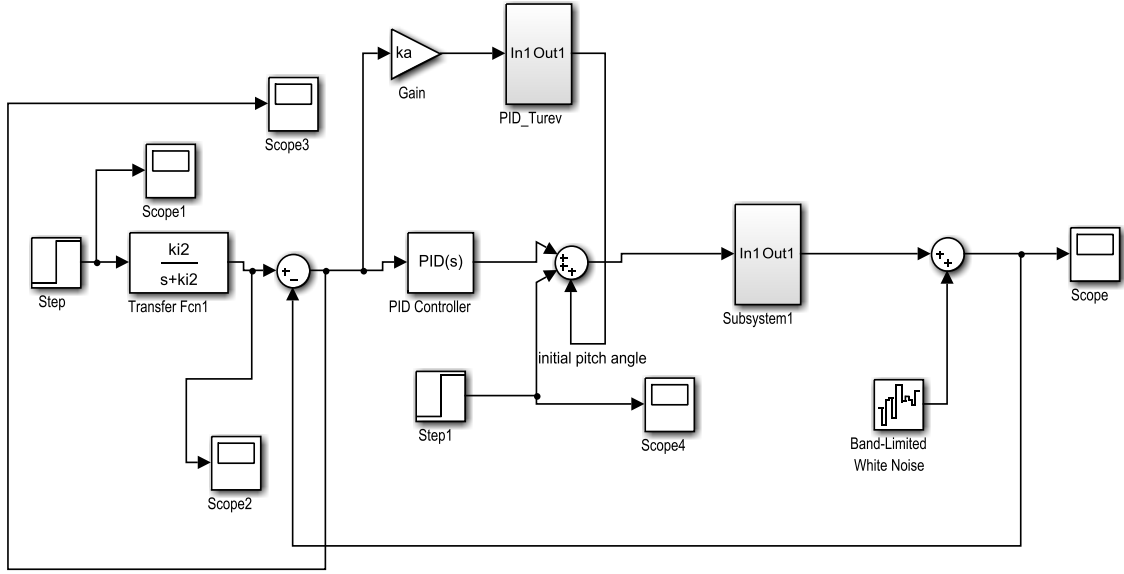 ka
Gain
In1 Out1
PID_Turev
Scope3
Scope1
Step
ki2
s+ki2
Transfer Fcn1
+
−
PID(s)
PID Controller
+
+
+
initial pitch angle
In1 Out1
Subsystem1
+
+
Scope
Step1
Scope4
Band-Limited
White Noise
Scope2